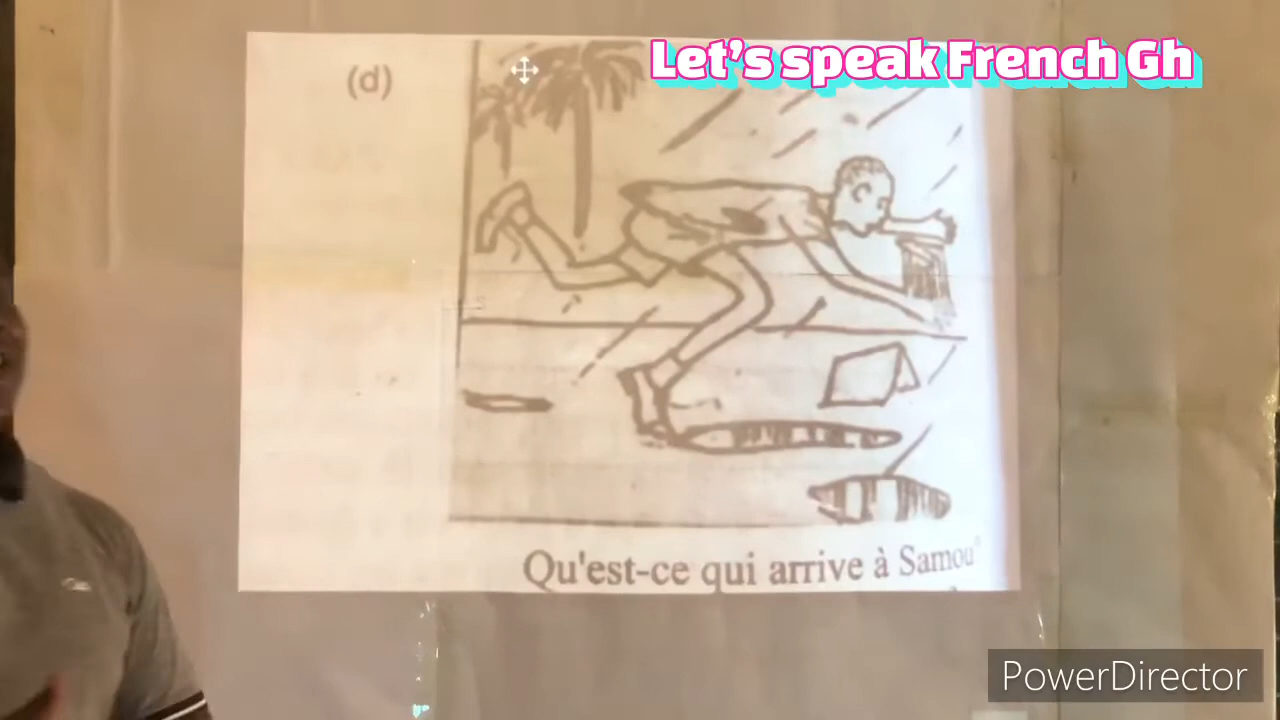 Let's speak French Gh
(d)
Qu'est-ce qui arrive à Samou
PowerDirector